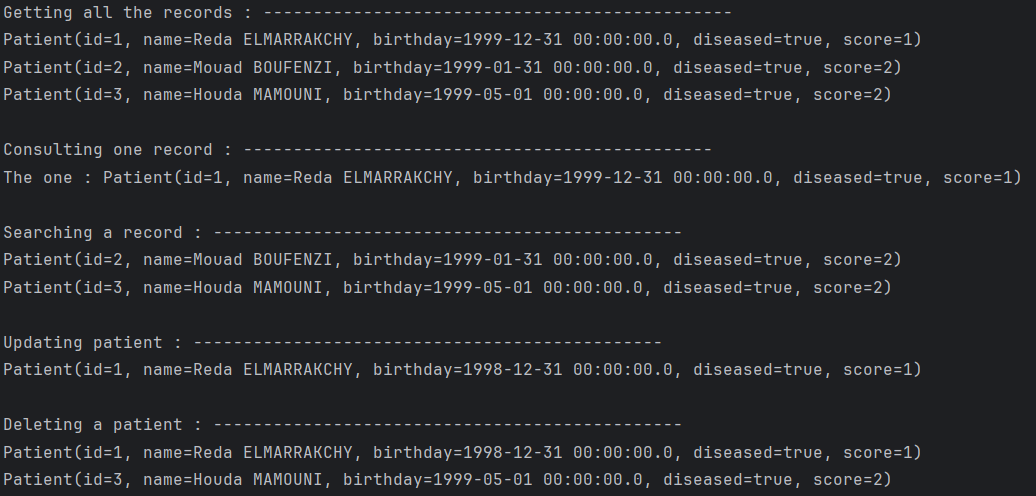 Getting all the records : -----------------------------------------------
Patient(id=1, name=Reda ELMARRAKCHY, birthday=1999-12-31 00:00:00.0, diseased=true, score=1)
Patient(id=2, name=Mouad BOUFENZI, birthday=1999-01-31 00:00:00.0, diseased=true, score=2)
Patient(id=3, name=Houda MAMOUNI, birthday=1999-05-01 00:00:00.0, diseased=true, score=2)
Consulting one record : -----------------------------------------------
The one : Patient(id=1, name=Reda ELMARRAKCHY, birthday=1999-12-31 00:00:00.0, diseased=true, score=1)
Searching a record : -----------------------------------------------
Patient(id=2, name=Mouad BOUFENZI, birthday=1999-01-31 00:00:00.0, diseased=true, score=2)
Patient(id=3, name=Houda MAMOUNI, birthday=1999-05-01 00:00:00.0, diseased=true, score=2)
Updating patient : -----------------------------------------------
Patient(id=1, name=Reda ELMARRAKCHY, birthday=1998-12-31 00:00:00.0, diseased=true, score=1)
Deleting a patient : -----------------------------------------------
Patient(id=1, name=Reda ELMARRAKCHY, birthday=1998-12-31 00:00:00.0, diseased=true, score=1)
Patient(id=3, name=Houda MAMOUNI, birthday=1999-05-01 00:00:00.0, diseased=true, score=2)